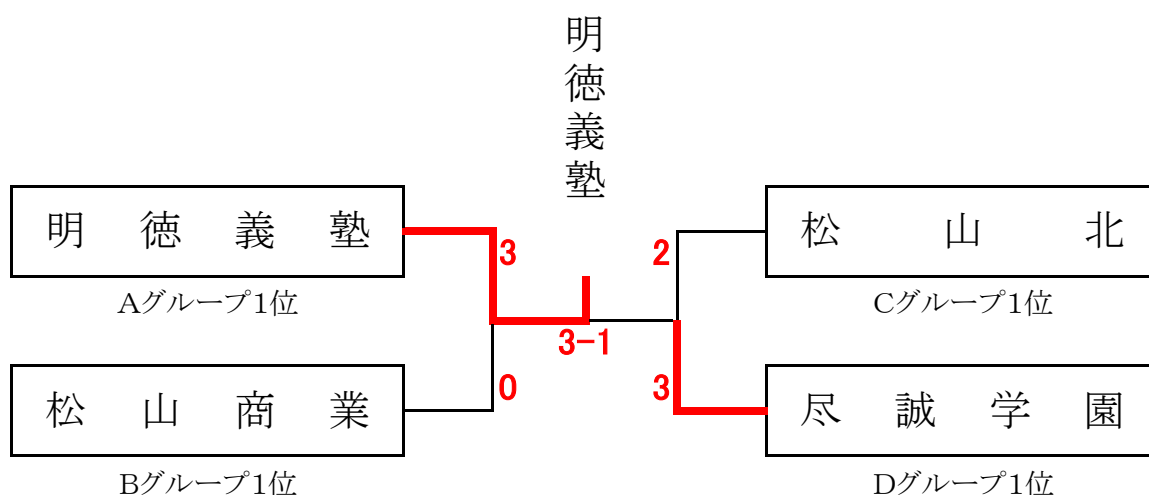 明徳義塾
明徳義塾
Aグループ1位
3
松山商業
Bグループ1位
0
3-1
松山北
Cグループ1位
2
尽誠学園
Dグループ1位
3